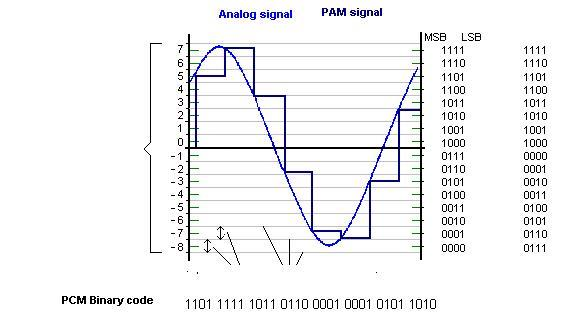 Analog signal PAM signal
MSB LSB
7 1111 1111
6 1110 1110
5 1101 1101
4 1100 1100
3 1011 1011
2 1010 1010
1 1001 1001
0 1000 1000
-1 0111 0000
-2 0110 0001
-3 0101 0010
-4 0100 0011
-5 0011 0100
-6 0010 0101
-7 0001 0110
-8 0000 0111
PCM Binary code 1101 1111 1011 0110 0001 0001 0101 1010